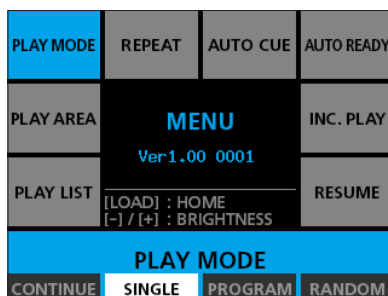 PLAY MODE REPEAT AUTO CUE AUTO READY
PLAY AREA MENU INC. PLAY
Ver1.00 0001
PLAY LIST RESUME
[LOAD] : HOME
[–] / [+] : BRIGHTNESS
PLAY MODE
CONTINUE SINGLE PROGRAM RANDOM